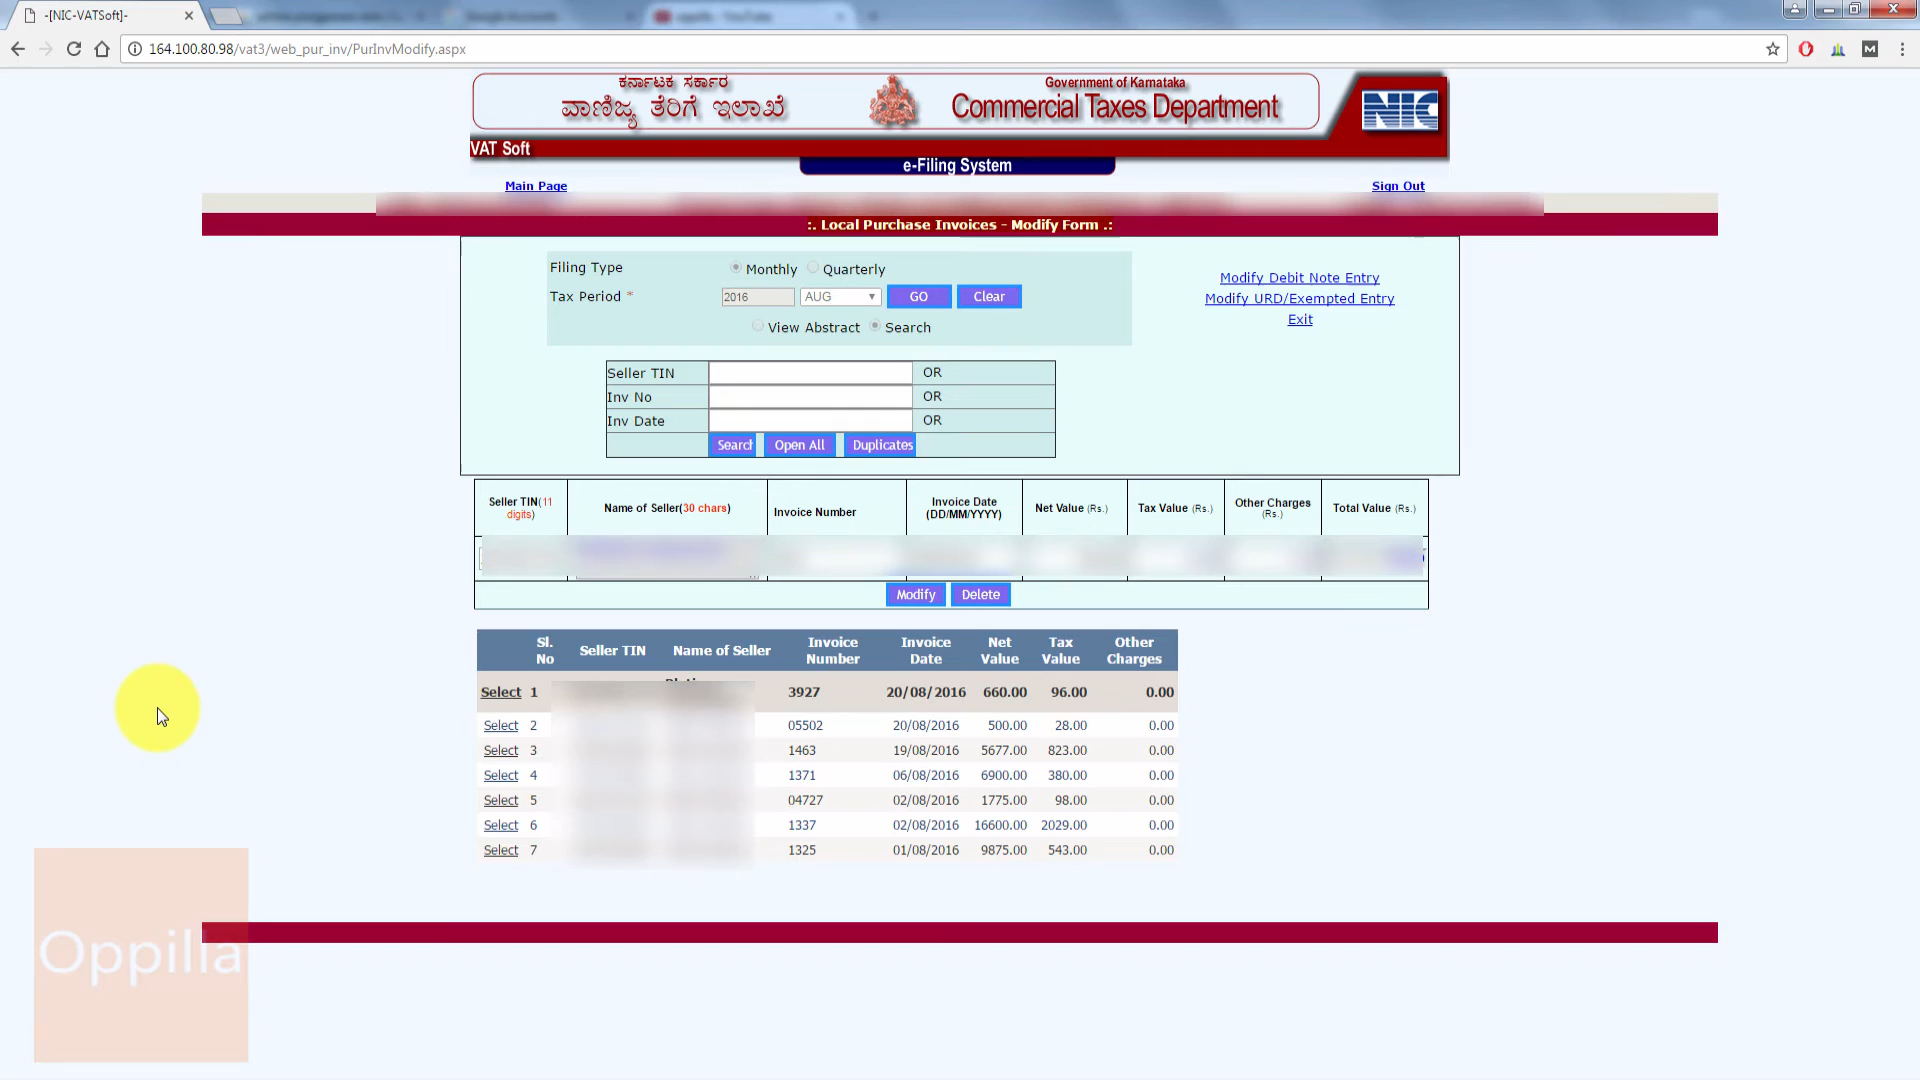 -[NIC-VATSoft]-
164.100.80.98/vat3/web_pur_inv/PurInvModify.aspx
ಕರ್ನಾಟಕ ಸರ್ಕಾರ
ವಾಣಿಜ್ಯ ತೆರಿಗೆ ಇಲಾಖೆ
Government of Karnataka
Commercial Taxes Department
NIC
VAT Soft
e-Filing System
Main Page
Sign Out
:. Local Purchase Invoices - Modify Form .:
Filing Type Monthly Quarterly
Tax Period * 2016 AUG GO Clear
View Abstract Search
Modify Debit Note Entry
Modify URD/Exempted Entry
Exit
Seller TIN OR
Inv No OR
Inv Date OR
Search Open All Duplicates
Seller TIN(11 digits) Name of Seller(30 chars) Invoice Number Invoice Date (DD/MM/YYYY) Net Value (Rs.) Tax Value (Rs.) Other Charges (Rs.) Total Value (Rs.)
Modify Delete
Sl. No Seller TIN Name of Seller Invoice Number Invoice Date Net Value Tax Value Other Charges
Select 1 3927 20/08/2016 660.00 96.00 0.00
Select 2 05502 20/08/2016 500.00 28.00 0.00
Select 3 1463 19/08/2016 5677.00 823.00 0.00
Select 4 1371 06/08/2016 6900.00 380.00 0.00
Select 5 04727 02/08/2016 1775.00 98.00 0.00
Select 6 1337 02/08/2016 16600.00 2029.00 0.00
Select 7 1325 01/08/2016 9875.00 543.00 0.00
Oppilla